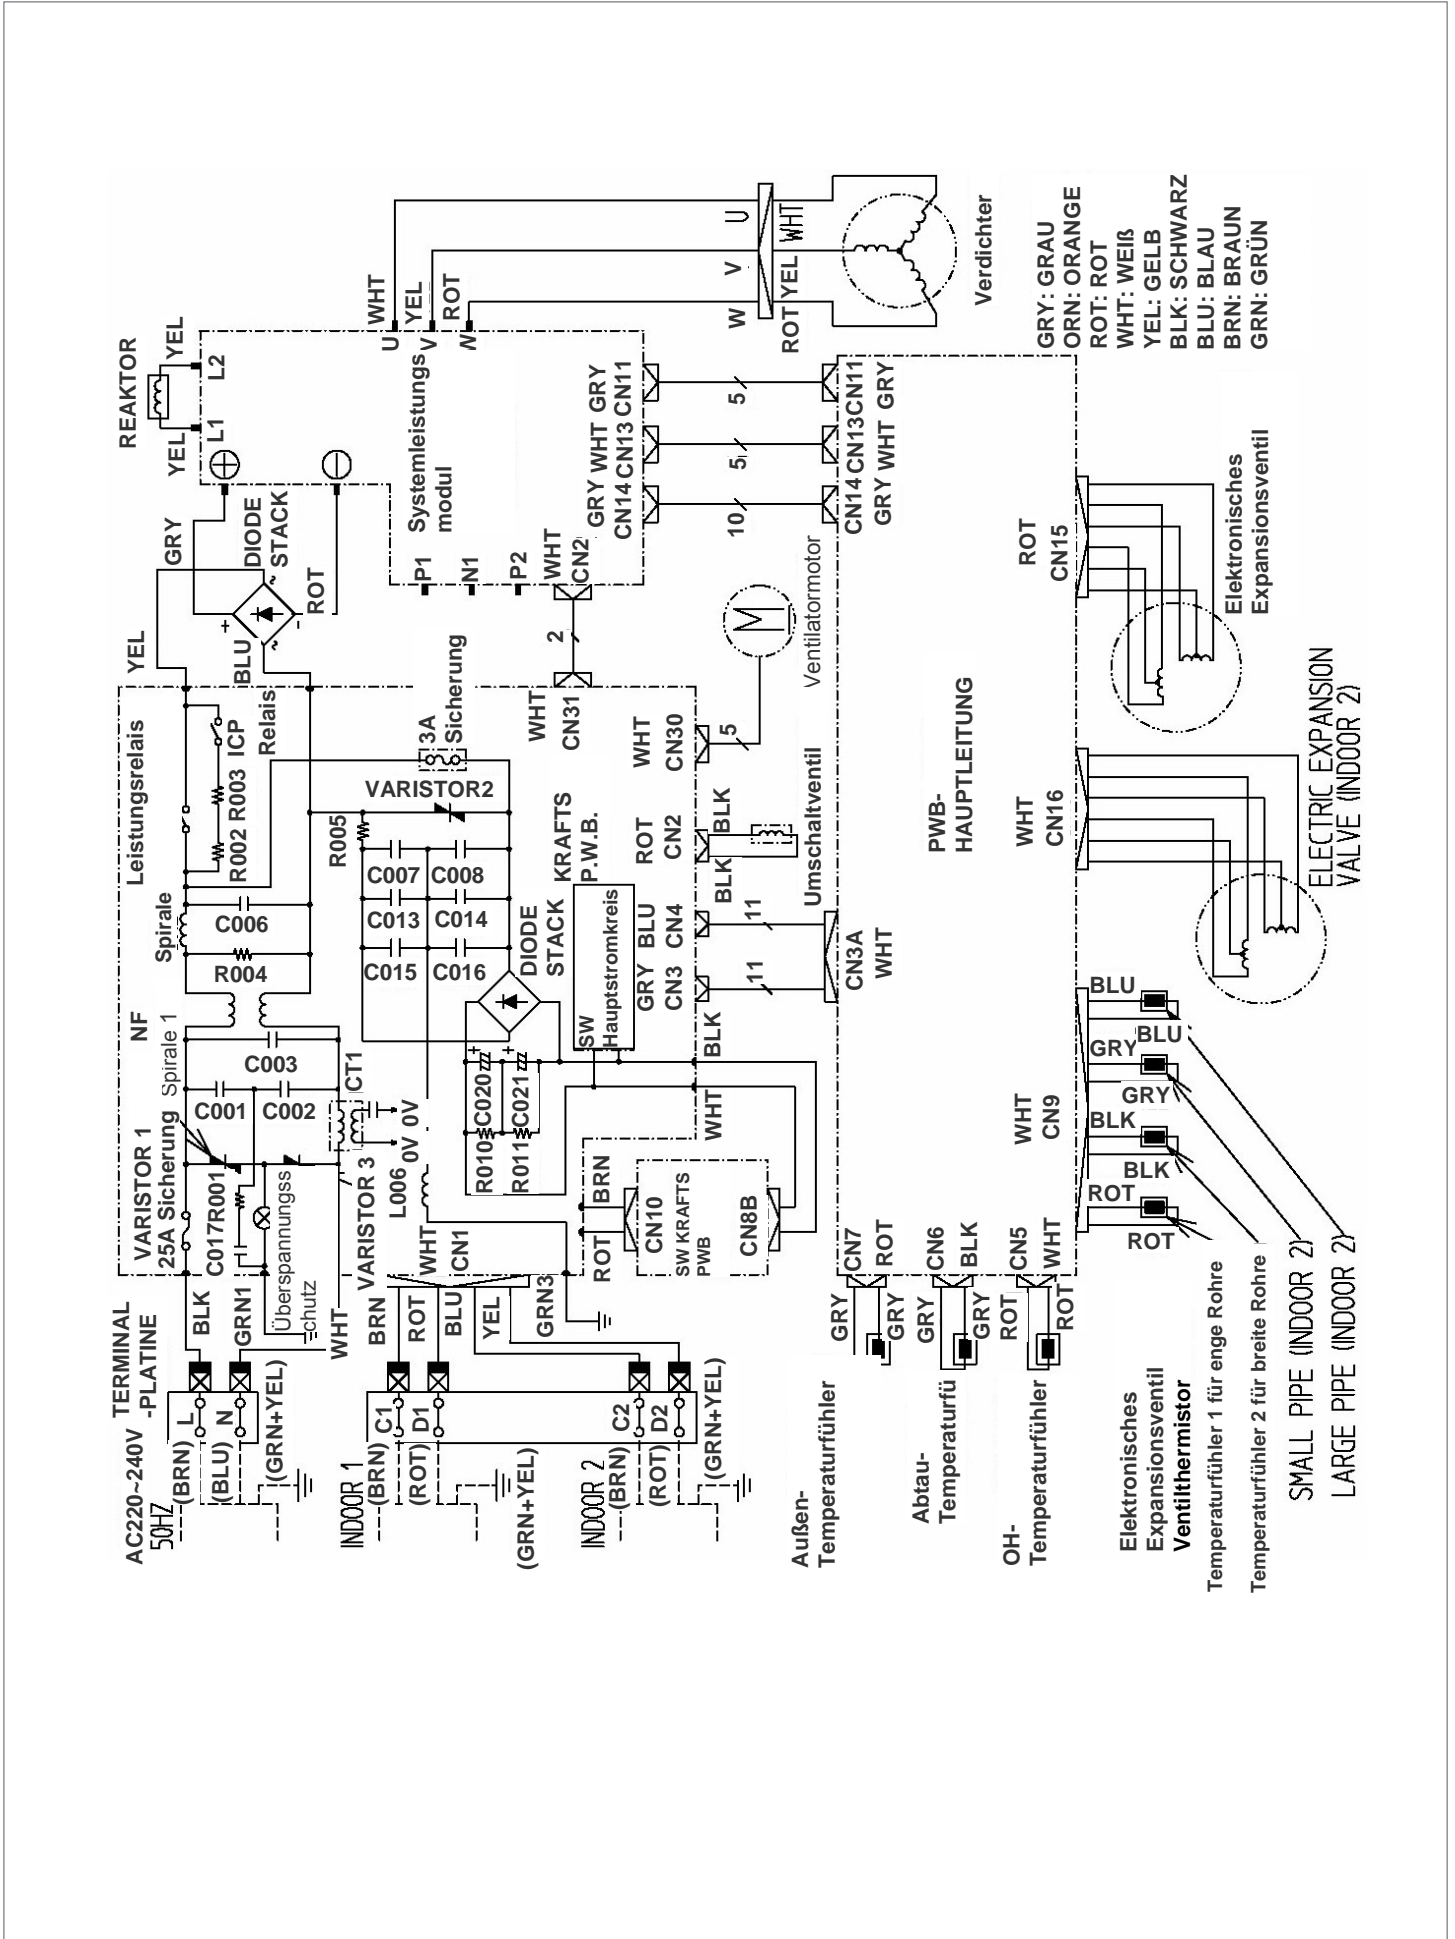 AC220~240V
50HZ
TERMINAL
-PLATINE
(BRN)
L
(BLU)
N
(GRN+YEL)
BLK
GRN1
WHT
INDOOR 1
(BRN)
C1
(ROT)
D1
(GRN+YEL)
INDOOR 2
(BRN)
C2
(ROT)
D2
(GRN+YEL)
BRN
ROT
BLU
YEL
GRN3
WHT
CN1
VARISTOR 1
25A Sicherung
C017
R001
Überspannungss
chutz
VARISTOR 3
L006
0V
0V
CT1
NF
Spirale 1
C001
C002
C003
R004
C006
Spirale
Leistungsrelais
R002
R003
ICP
Relais
R005
3A
Sicherung
VARISTOR2
C007
C008
C013
C014
C015
C016
DIODE
STACK
+
+
C020
C021
R010
R011
KRAFTS
P.W.B.
SW
Hauptstromkreis
GRY
CN3
BLU
CN4
ROT
CN2
WHT
CN30
WHT
CN31
BLK
WHT
BRN
ROT
CN10
SW KRAFTS
PWB
CN8B
YEL
BLU
GRY
DIODE
STACK
ROT
+
-
~
~
REAKTOR
YEL
YEL
L1
L2
Systemleistungs
modul
P1
N1
P2
WHT
CN2
2
U
V
W
WHT
YEL
ROT
GRY
CN14
WHT
CN13
GRY
CN11
10
5
5
W
V
U
ROT
YEL
WHT
Verdichter
M
Ventilatormotor
5
BLK
BLK
Umschaltventil
11
11
CN3A
WHT
CN14
GRY
CN13
WHT
CN11
GRY
PWB-
HAUPTLEITUNG
CN7
ROT
CN6
BLK
CN5
WHT
WHT
CN9
WHT
CN16
ROT
CN15
GRY
GRY
GRY
GRY
ROT
ROT
Außen-
Temperaturfühler
Abtau-
Temperaturfü
OH-
Temperaturfühler
ROT
ROT
BLK
BLK
GRY
GRY
BLU
BLU
Elektronisches
Expansionsventil
Ventilthermistor
Temperaturfühler 1 für enge Rohre
Temperaturfühler 2 für breite Rohre
SMALL PIPE (INDOOR 2)
LARGE PIPE (INDOOR 2)
ELECTRIC EXPANSION
VALVE (INDOOR 2)
Elektronisches
Expansionsventil
GRY: GRAU
ORN: ORANGE
ROT: ROT
WHT: WEIß
YEL: GELB
BLK: SCHWARZ
BLU: BLAU
BRN: BRAUN
GRN: GRÜN